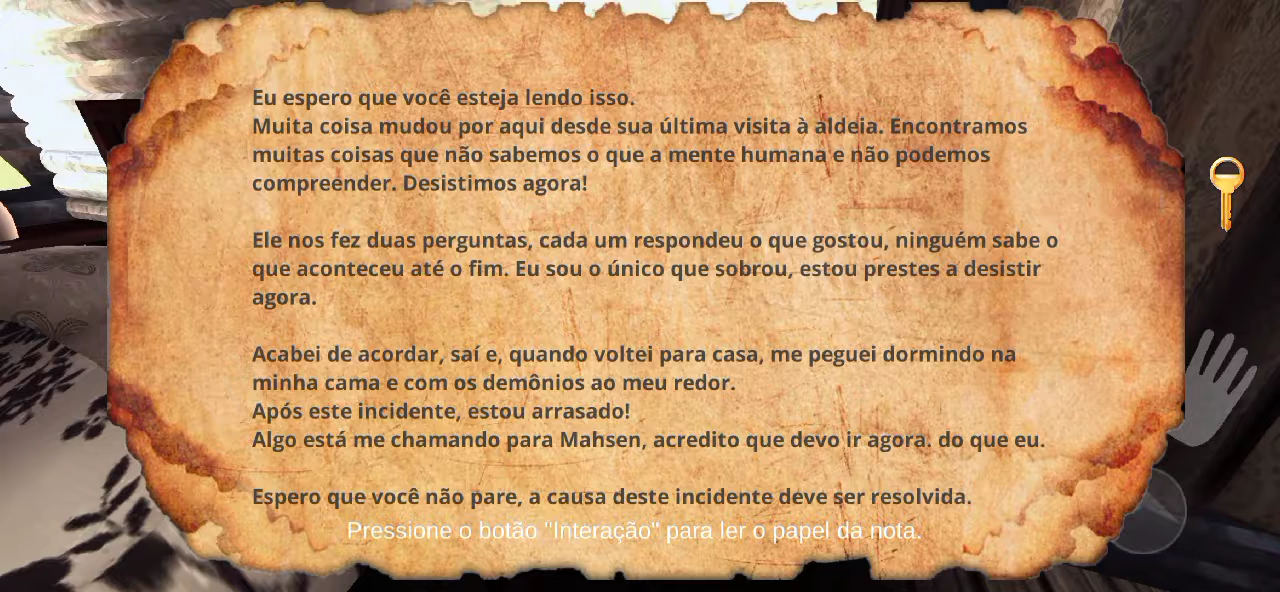 Eu espero que você esteja lendo isso.
Muita coisa mudou por aqui desde sua última visita à aldeia. Encontramos
muitas coisas que não sabemos o que a mente humana e não podemos
compreender. Desistimos agora!
Ele nos fez duas perguntas, cada um respondeu o que gostou, ninguém sabe o
que aconteceu até o fim. Eu sou o único que sobrou, estou prestes a desistir
agora.
Acabei de acordar, saí e, quando voltei para casa, me peguei dormindo na
minha cama e com os demônios ao meu redor.
Após este incidente, estou arrasado!
Algo está me chamando para Mahsen, acredito que devo ir agora. do que eu.
Espero que você não pare, a causa deste incidente deve ser resolvida.
Pressione o botão "Interação" para ler o papel da nota.